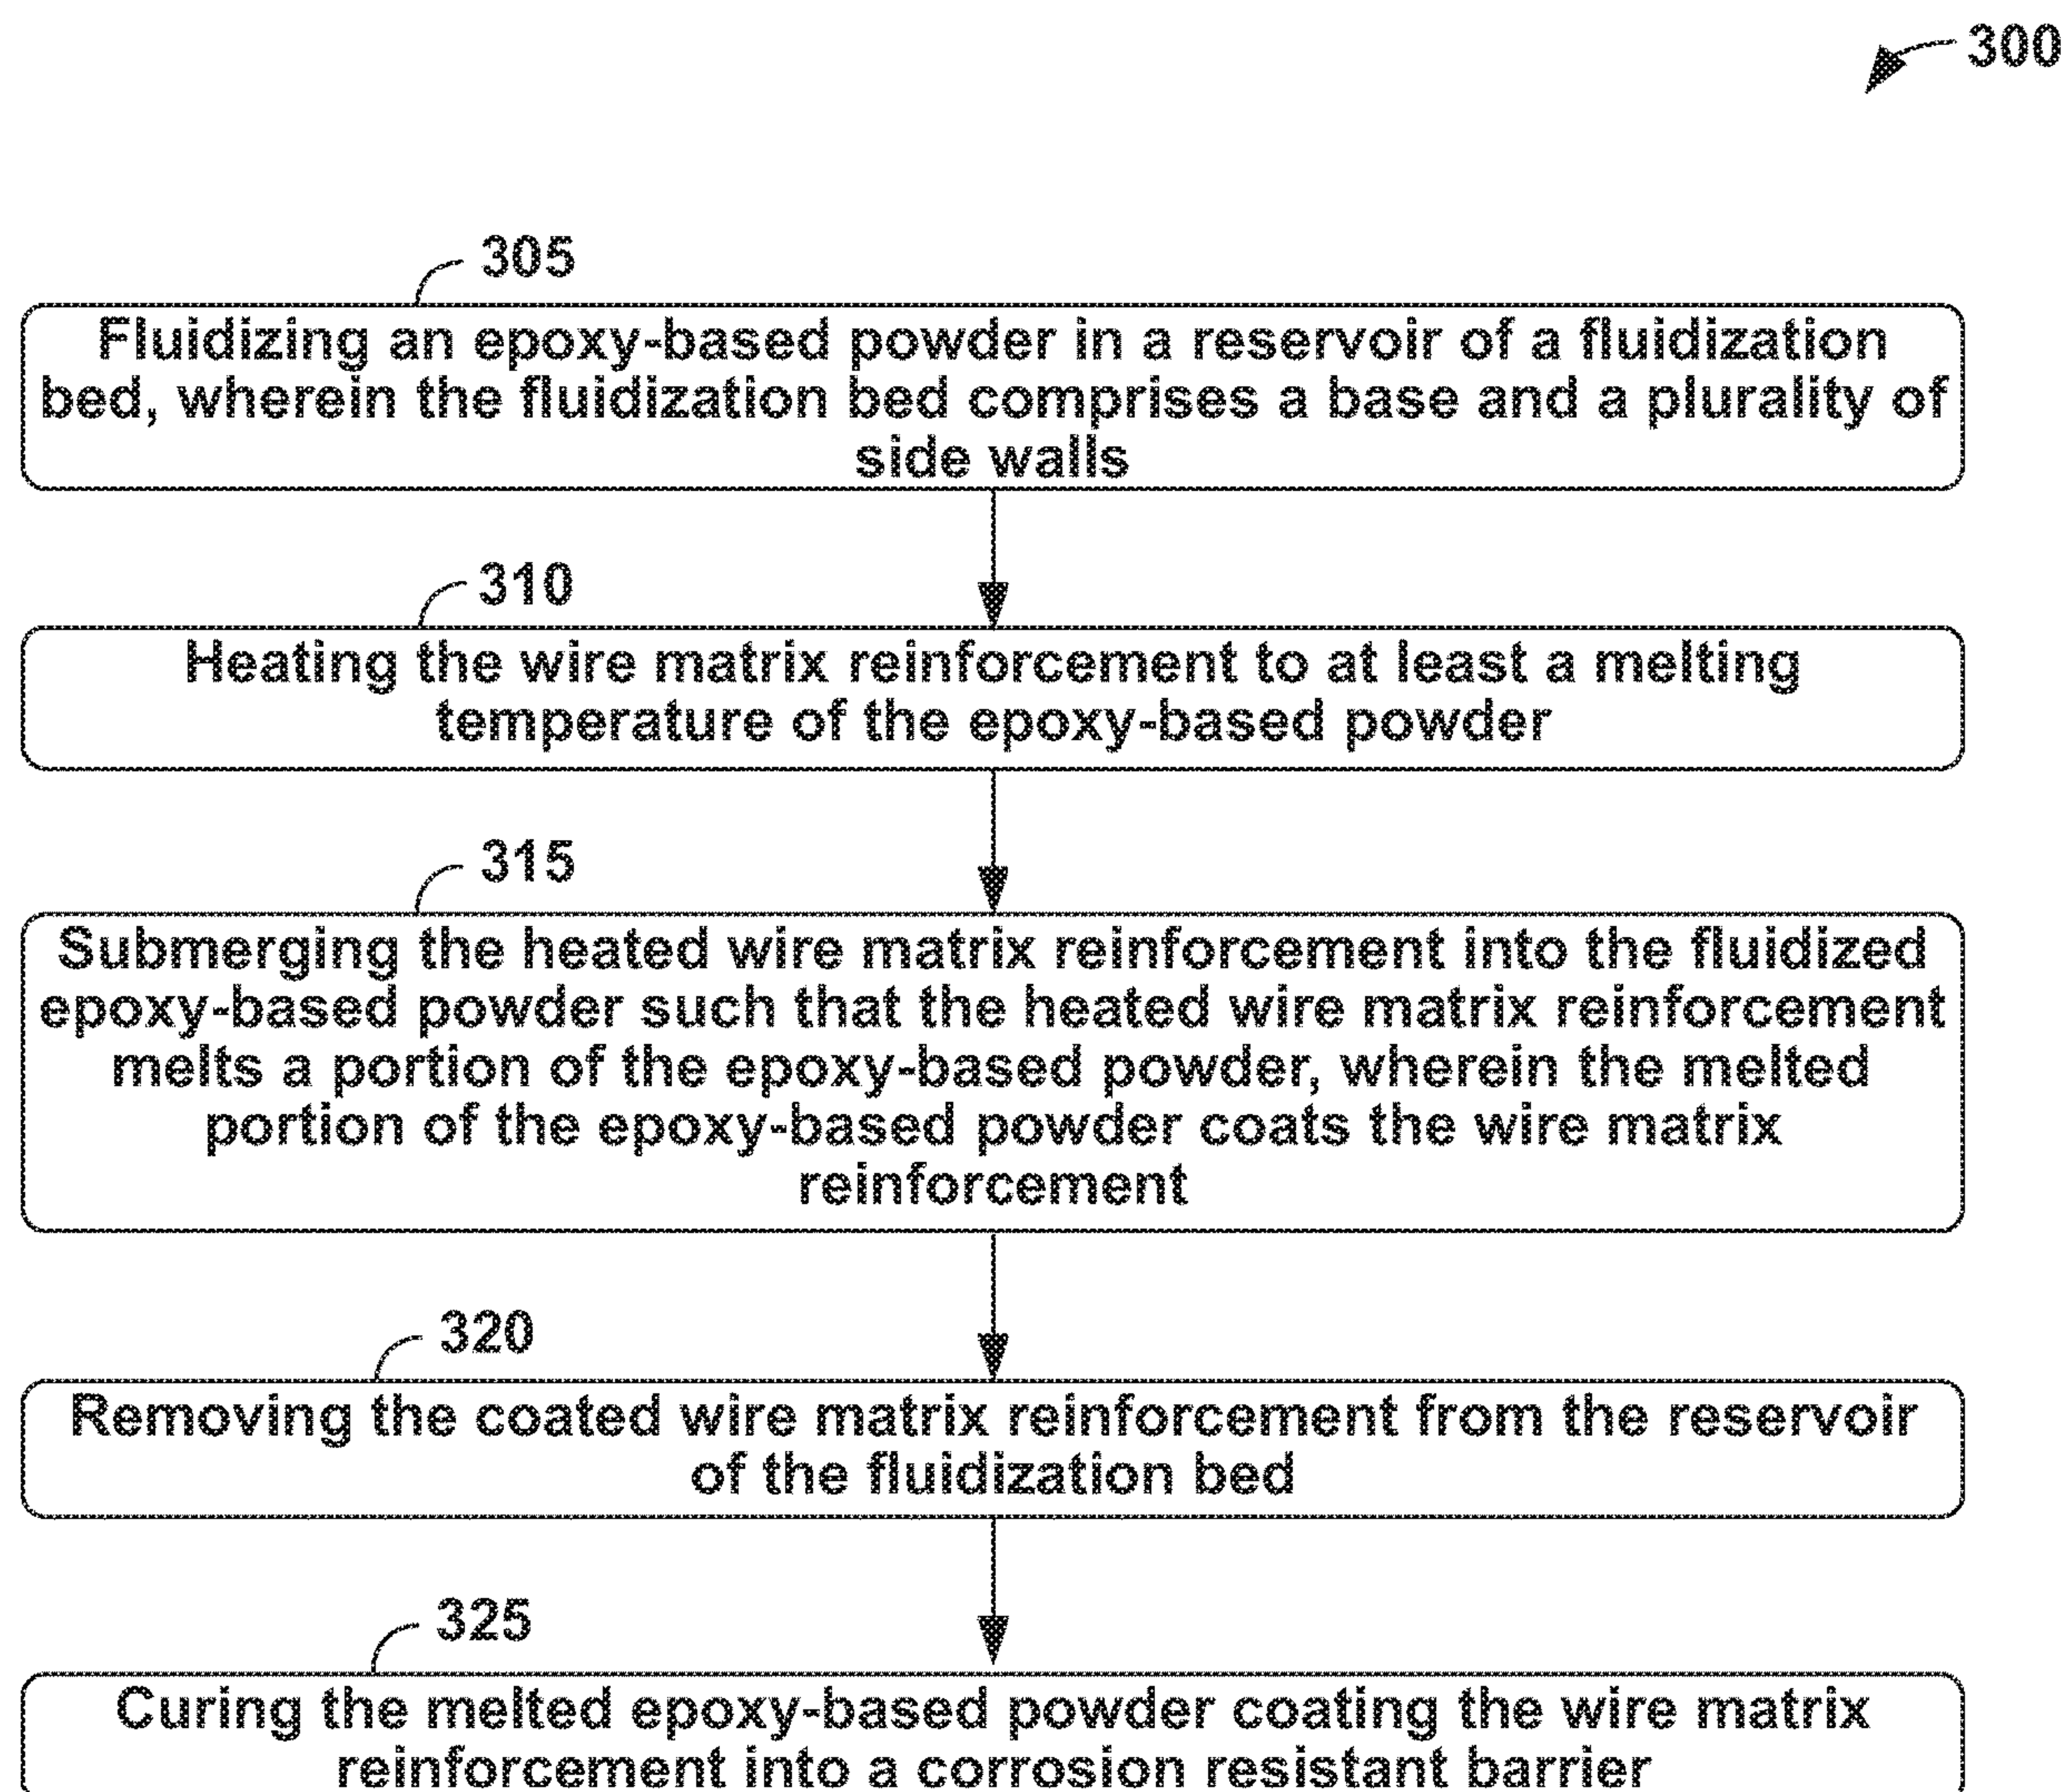 300
305
Fluidizing an epoxy-based powder in a reservoir of a fluidization
bed, wherein the fluidization bed comprises a base and a plurality of
side walls
310
Heating the wire matrix reinforcement to at least a melting
temperature of the epoxy-based powder
315
Submerging the heated wire matrix reinforcement into the fluidized
epoxy-based powder such that the heated wire matrix reinforcement
melts a portion of the epoxy-based powder, wherein the melted
portion of the epoxy-based powder coats the wire matrix
reinforcement
320
Removing the coated wire matrix reinforcement from the reservoir
of the fluidization bed
325
Curing the melted epoxy-based powder coating the wire matrix
reinforcement into a corrosion resistant barrier